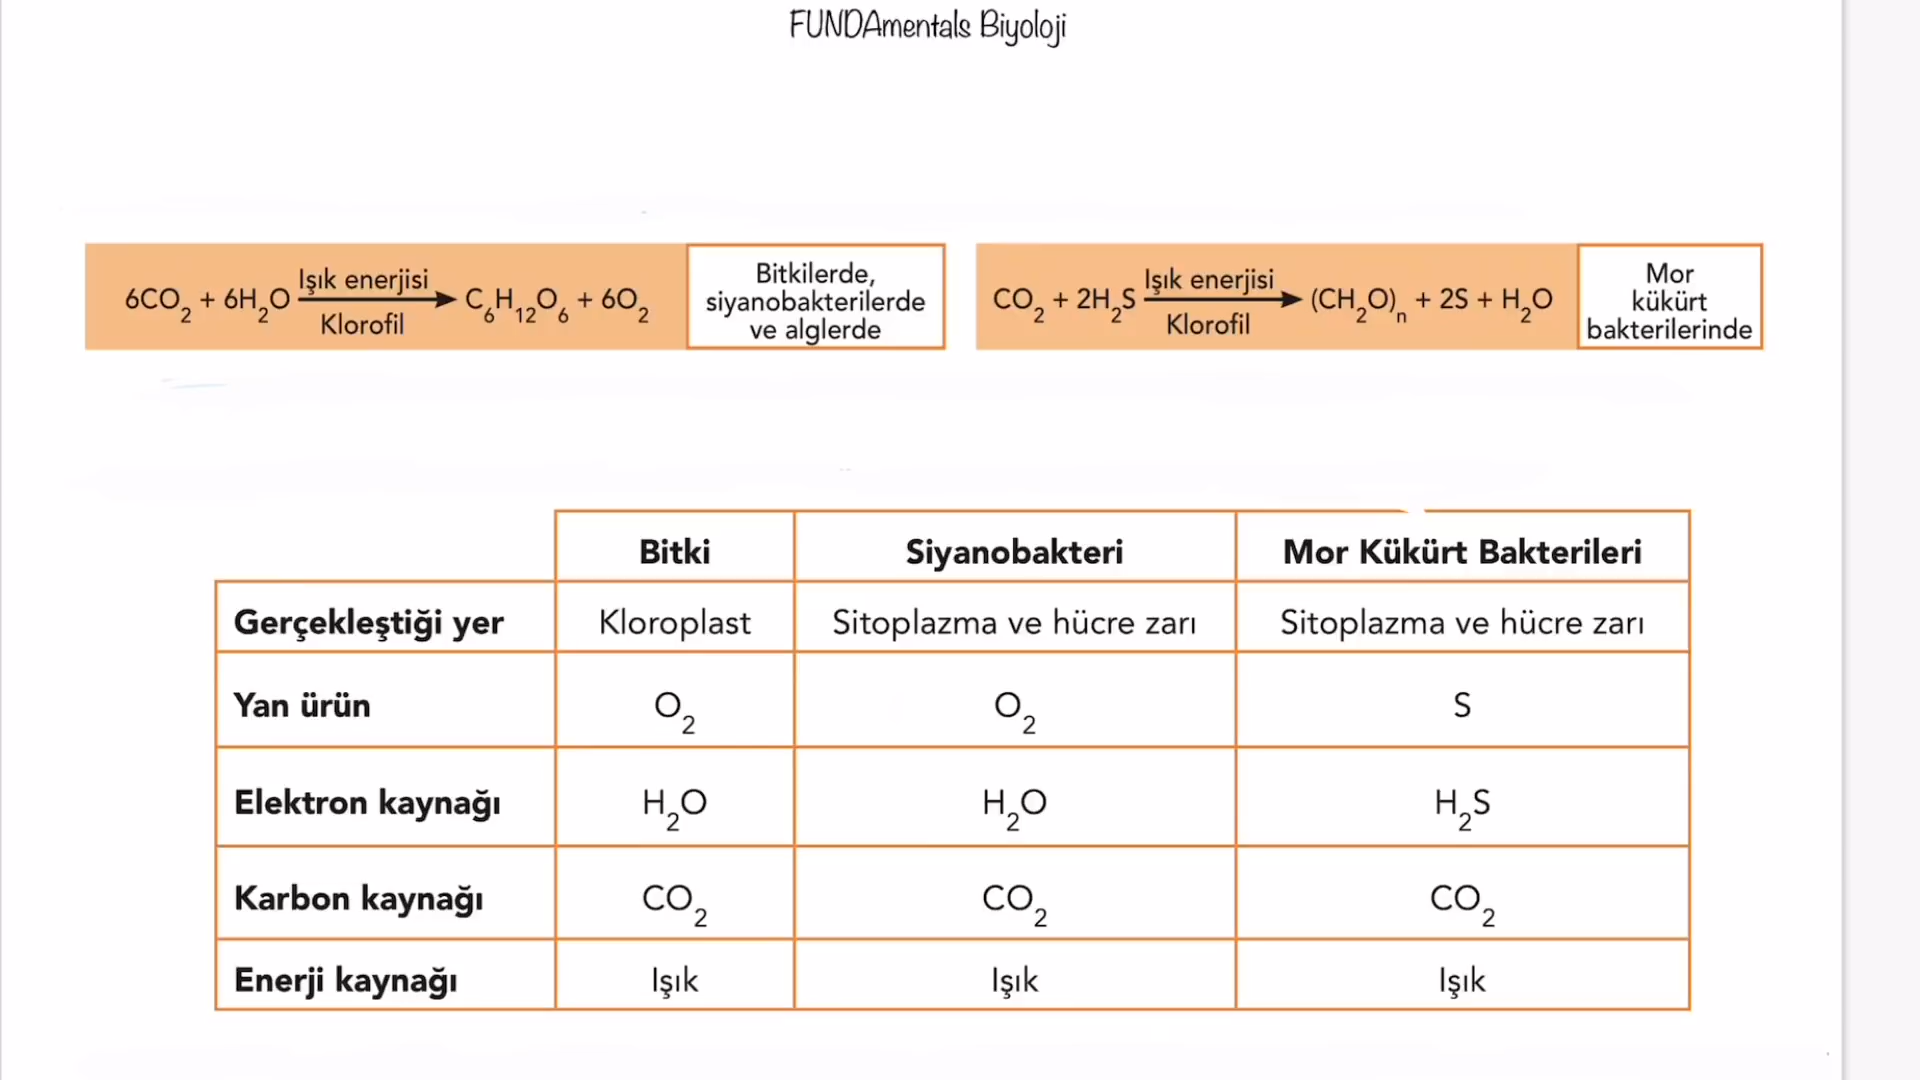 FUNDAmentals Biyoloji
6CO₂ + 6H₂O Işık enerjisi Klorofil → C₆H₁₂O₆ + 6O₂
Bitkilerde,
siyanobakterilerde
ve alglerde
CO₂ + 2H₂S Işık enerjisi Klorofil → (CH₂O)ₙ + 2S + H₂O
Mor
kükürt
bakterilerinde
Bitki Siyanobakteri Mor Kükürt Bakterileri
Gerçekleştiği yer Kloroplast Sitoplazma ve hücre zarı Sitoplazma ve hücre zarı
Yan ürün O₂ O₂ S
Elektron kaynağı H₂O H₂O H₂S
Karbon kaynağı CO₂ CO₂ CO₂
Enerji kaynağı Işık Işık Işık